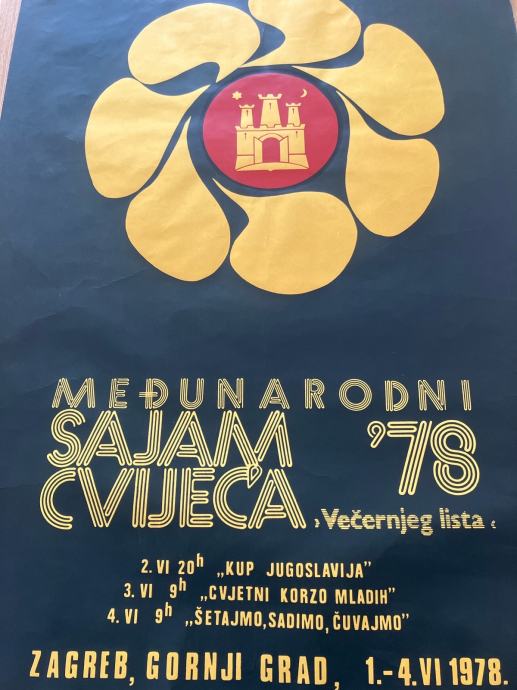 MEĐUNARODNI
SAJAM '78
CVIJEĆA ›Večernjeg lista‹
2. VI 20h „KUP JUGOSLAVIJA”
3. VI 9h „CVJETNI KORZO MLADIH”
4. VI 9h „ŠETAJMO, SADIMO, ČUVAJMO”
ZAGREB, GORNJI GRAD, 1.-4. VI 1978.